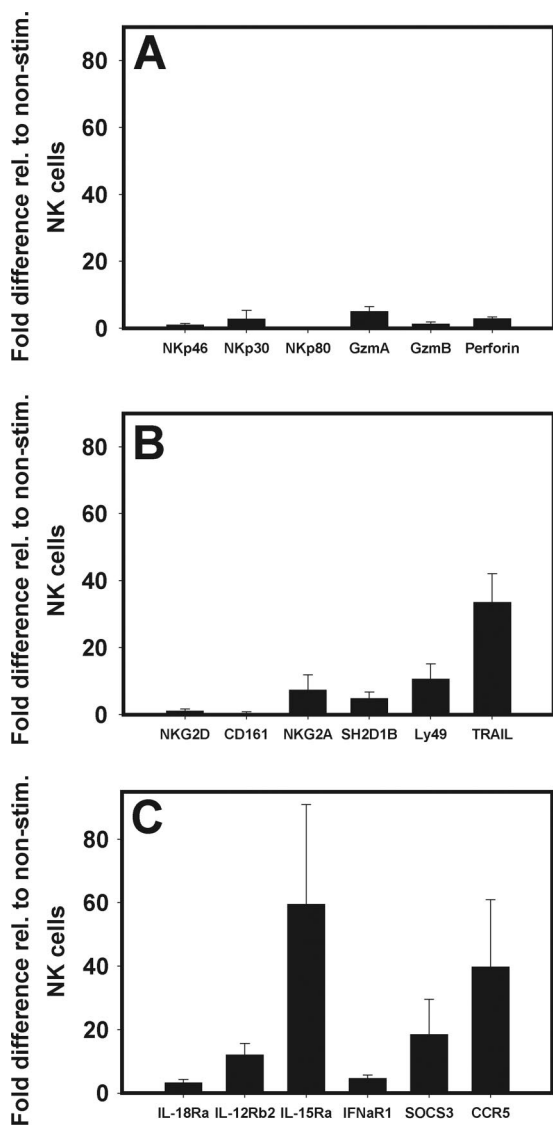 A
Fold difference rel. to non-stim.
NK cells
80
60
40
20
0
NKp46 NKp30 NKp80 GzmA GzmB Perforin
B
Fold difference rel. to non-stim.
NK cells
80
60
40
20
0
NKG2D CD161 NKG2A SH2D1B Ly49 TRAIL
C
Fold difference rel. to non-stim.
NK cells
80
60
40
20
0
IL-18Ra IL-12Rb2 IL-15Ra IFNaR1 SOCS3 CCR5